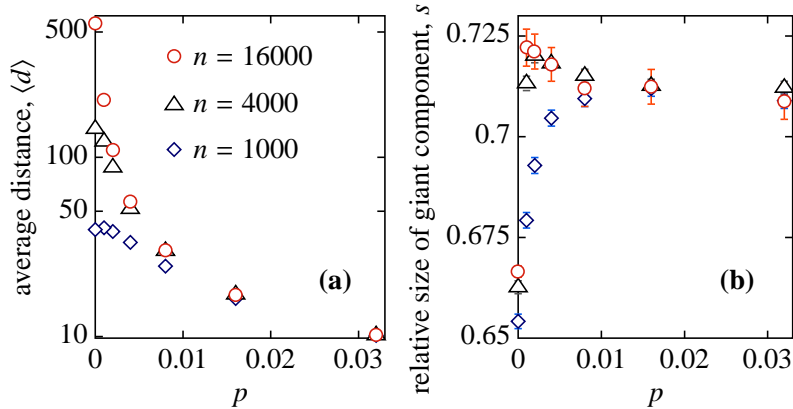 average distance, ⟨d⟩
500
100
50
10
n = 16000
n = 4000
n = 1000
(a)
0
0.01
0.02
0.03
p
relative size of giant component, s
0.725
0.7
0.675
0.65
(b)
0
0.01
0.02
0.03
p